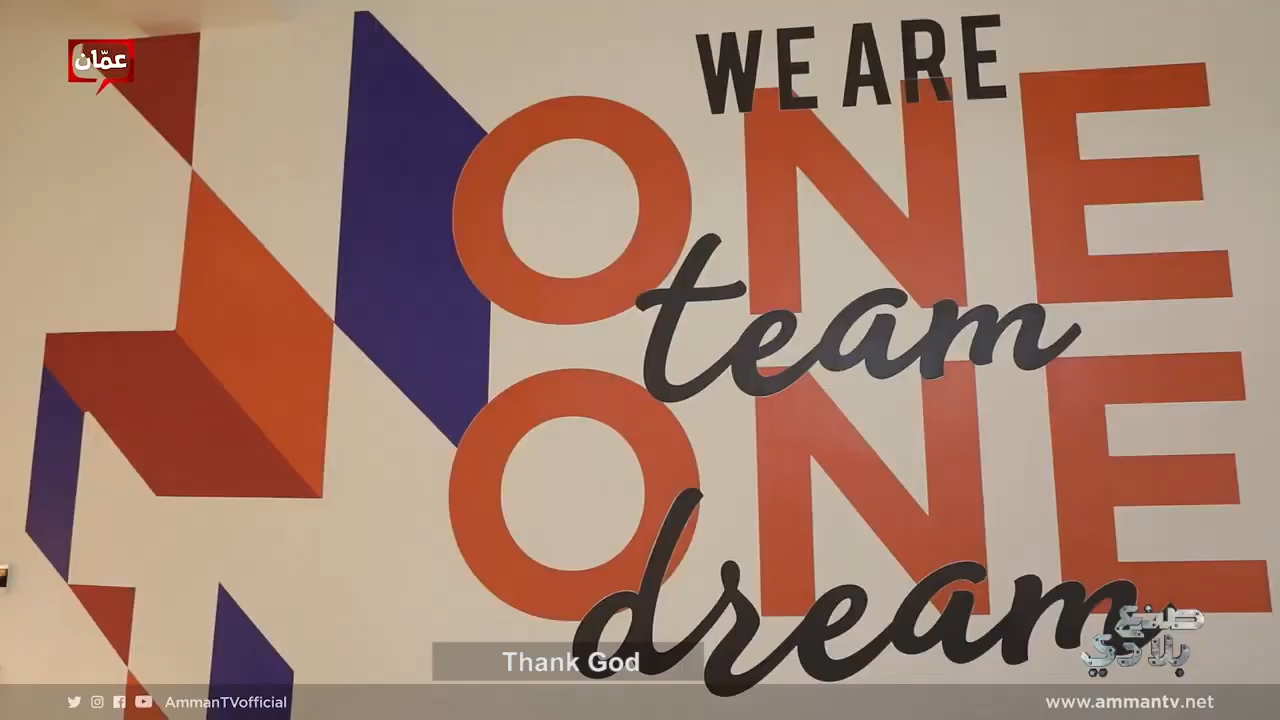 عمّان
WE ARE
ONE
team
ONE
dream
صنع
بلادي
Thank God
AmmanTVofficial
www.ammantv.net